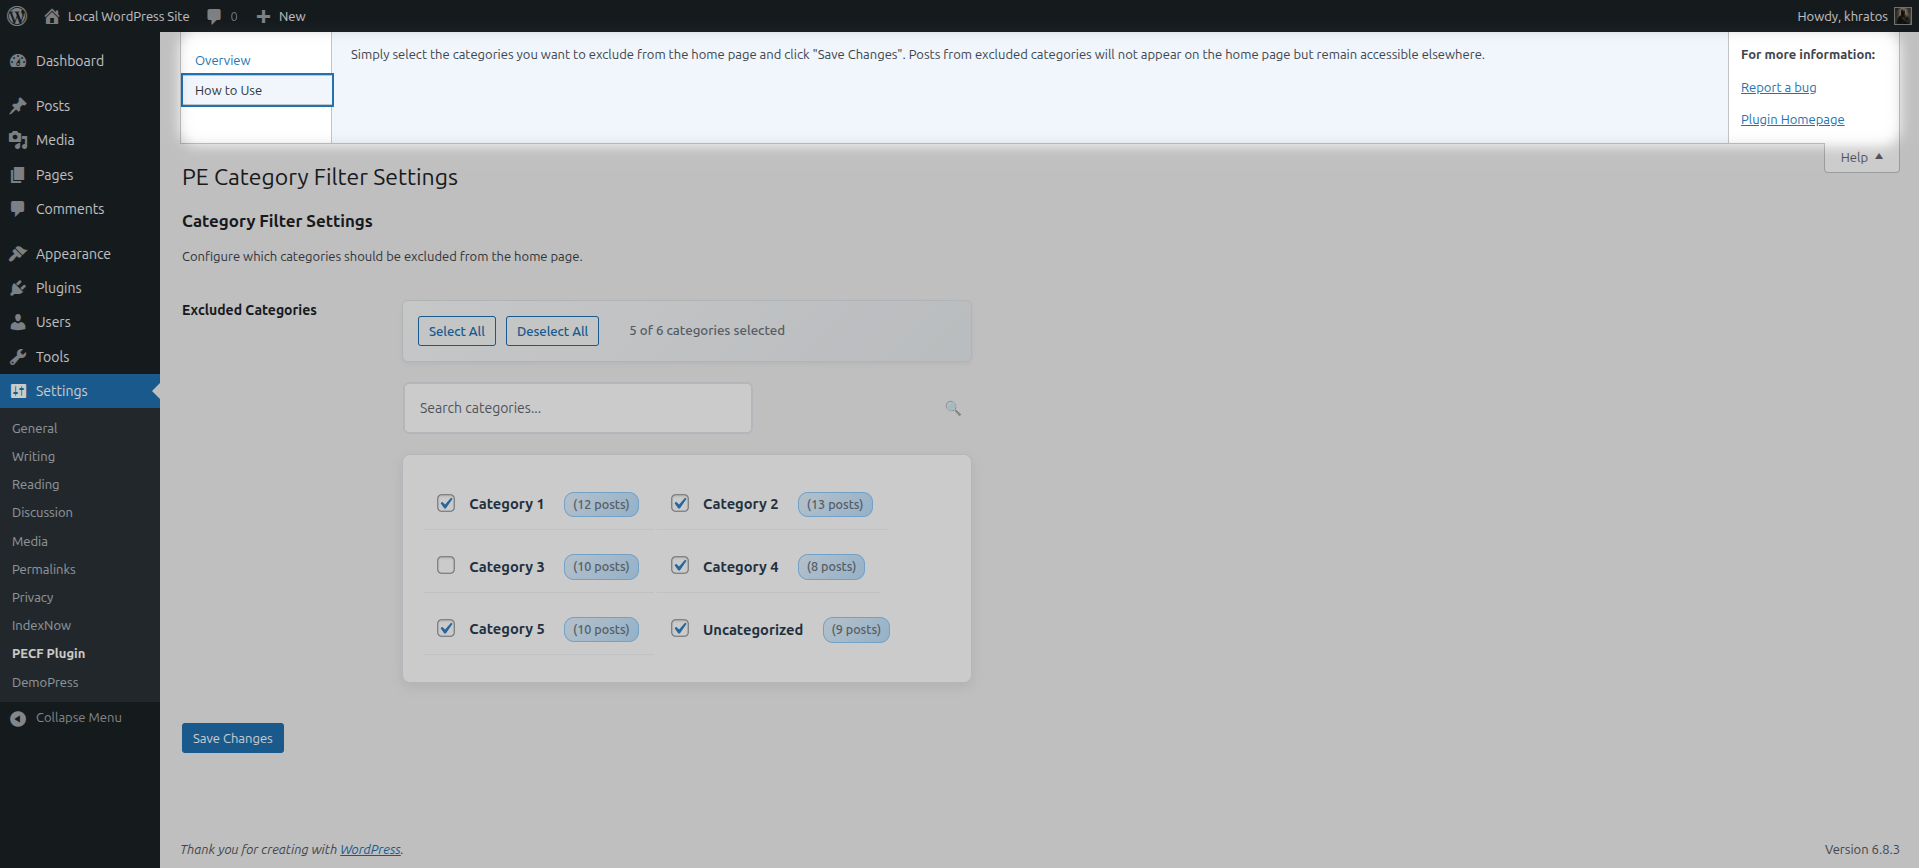 Local WordPress Site 0 New Howdy, khratos
Dashboard
Posts
Media
Pages
Comments
Appearance
Plugins
Users
Tools
Settings
General
Writing
Reading
Discussion
Media
Permalinks
Privacy
IndexNow
PECF Plugin
DemoPress
Collapse Menu
Overview
How to Use
Simply select the categories you want to exclude from the home page and click "Save Changes". Posts from excluded categories will not appear on the home page but remain accessible elsewhere.
For more information:
Report a bug
Plugin Homepage
Help
PE Category Filter Settings
Category Filter Settings
Configure which categories should be excluded from the home page.
Excluded Categories
Select All Deselect All 5 of 6 categories selected
Search categories...
Category 1 (12 posts) Category 2 (13 posts)
Category 3 (10 posts) Category 4 (8 posts)
Category 5 (10 posts) Uncategorized (9 posts)
Save Changes
Thank you for creating with WordPress. Version 6.8.3